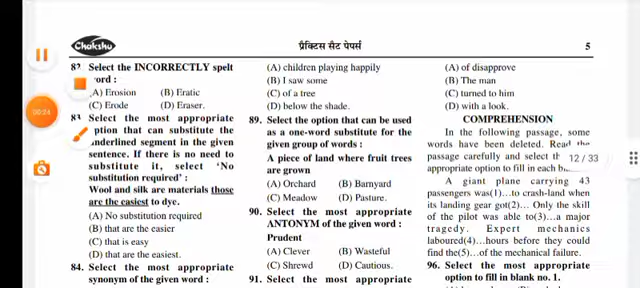 Chakshu
प्रैक्टिस सैट पेपर्स
5
00:24
12/33
Select the INCORRECTLY spelt
A) Erosion (B) Eratic
(C) Erode (D) Eraser.
Select the most appropriate
option that can substitute the
underlined segment in the given
sentence. If there is no need to
substitute it, select ‘No
substitution required’ :
Wool and silk are materials those
are the easiest to dye.
(A) No substitution required
(B) that are the easier
(C) that is easy
(D) that are the easiest.
84. Select the most appropriate
synonym of the given word :
(A) children playing happily
(B) I saw some
(C) of a tree
(D) below the shade.
89. Select the option that can be used
as a one-word substitute for the
given group of words :
A piece of land where fruit trees
are grown
(A) Orchard (B) Barnyard
(C) Meadow (D) Pasture.
90. Select the most appropriate
ANTONYM of the given word :
Prudent
(A) Clever (B) Wasteful
(C) Shrewd (D) Cautious.
91. Select the most appropriate
(A) of disapprove
(B) The man
(C) turned to him
(D) with a look.
COMPREHENSION
In the following passage, some
words have been deleted. Read the
passage carefully and select
appropriate option to fill in each
A giant plane carrying 43
passengers was(1)...to crash-land when
its landing gear got(2)... Only the skill
of the pilot was able to(3)...a major
tragedy. Expert mechanics
laboured(4)...hours before they could
find the(5)...of the mechanical failure.
96. Select the most appropriate
option to fill in blank no. 1.